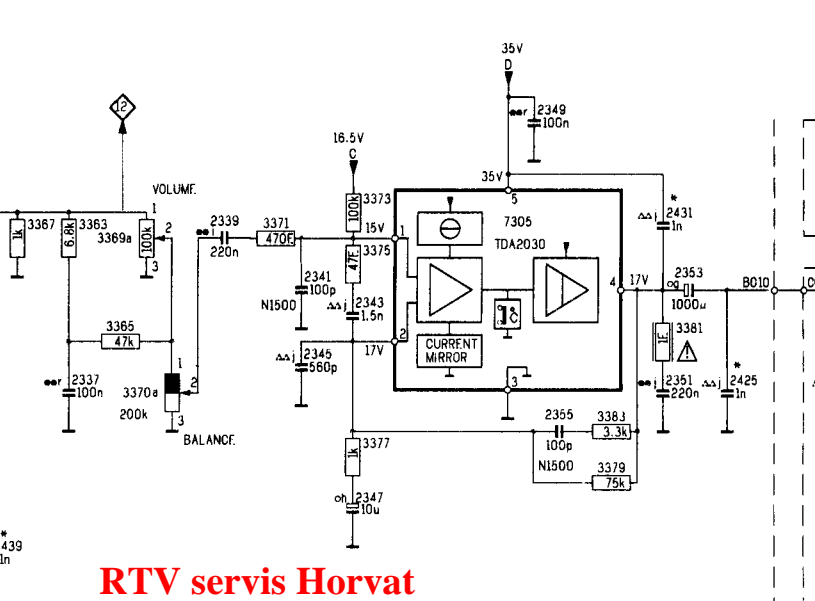 35V
D
2349
100n
12
16.5V
C
35V
5
VOLUME
1
3373
100k
7305
TDA2030
*
2431
1n
3367
1k
3363
6.8k
3369a
100k
2
3
2339
220n
3371
470E
15V
1
3375
47E
2341
100p
N1500
2343
1.5n
4
17V
2353
1000µ
B010
°C
3365
47k
2
17V
CURRENT
MIRROR
3381
1E
2345
560p
3
2337
100n
3370a
200k
1
2
3
BALANCE
2351
220n
*
2425
1n
2355
100p
N1500
3383
3.3k
3377
1k
3379
75k
2347
10u
*
439
1n
RTV servis Horvat